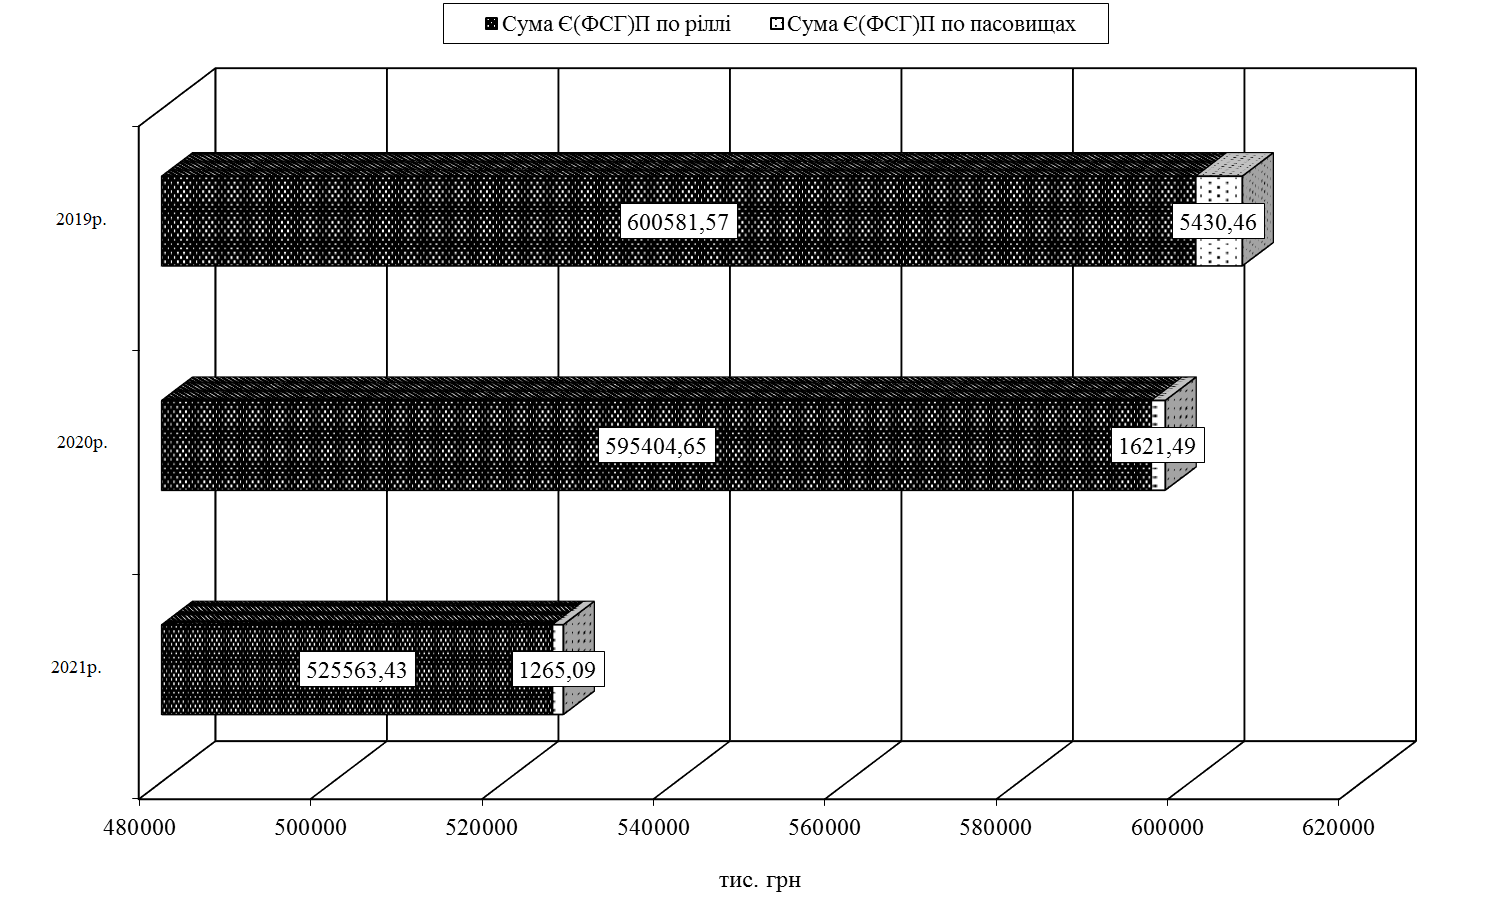 Сума Є(ФСГ)П по ріллі Сума Є(ФСГ)П по пасовищах
2019р.
600581,57 5430,46
2020р.
595404,65 1621,49
2021р.
525563,43 1265,09
480000 500000 520000 540000 560000 580000 600000 620000
тис. грн